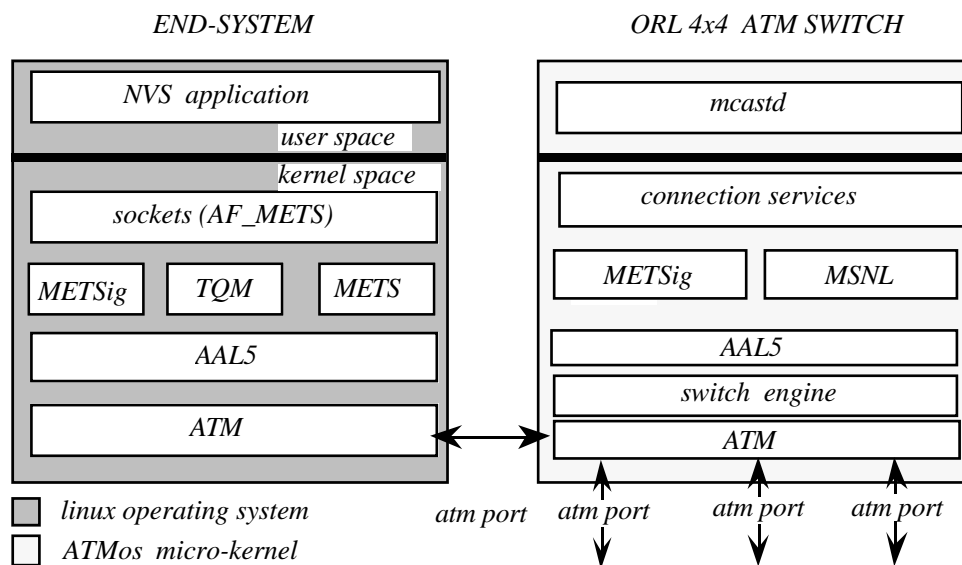 END-SYSTEM
ORL 4x4 ATM SWITCH
NVS application
user space
kernel space
sockets (AF_METS)
METSig
TQM
METS
AAL5
ATM
mcastd
connection services
METSig
MSNL
AAL5
switch engine
ATM
atm port
atm port
atm port
atm port
linux operating system
ATMos micro-kernel